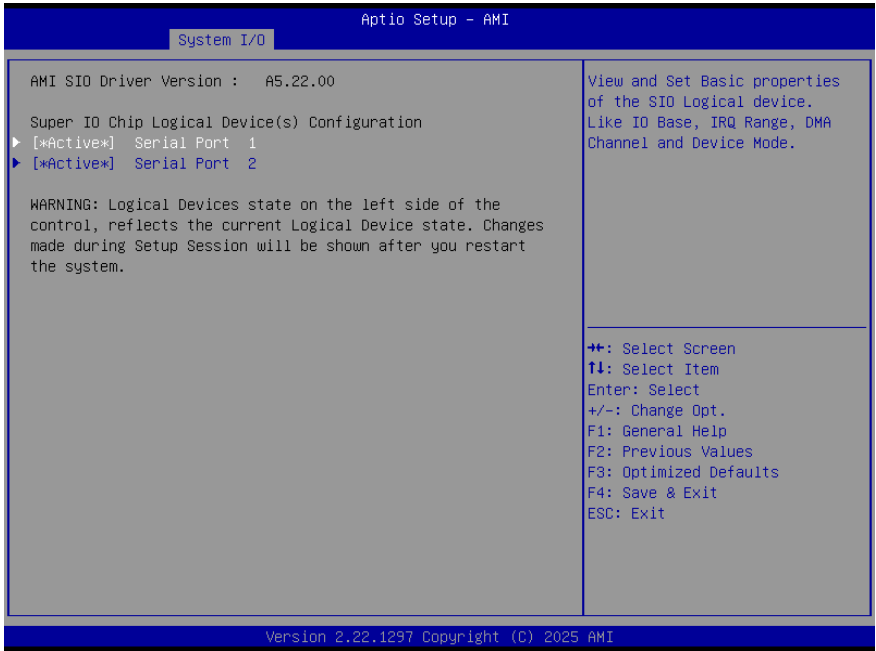 Aptio Setup – AMI
System I/O
AMI SIO Driver Version : A5.22.00
Super IO Chip Logical Device(s) Configuration
[*Active*] Serial Port 1
[*Active*] Serial Port 2
WARNING: Logical Devices state on the left side of the
control, reflects the current Logical Device state. Changes
made during Setup Session will be shown after you restart
the system.
View and Set Basic properties
of the SIO Logical device.
Like IO Base, IRQ Range, DMA
Channel and Device Mode.
→←: Select Screen
↑↓: Select Item
Enter: Select
+/-: Change Opt.
F1: General Help
F2: Previous Values
F3: Optimized Defaults
F4: Save & Exit
ESC: Exit
Version 2.22.1297 Copyright (C) 2025 AMI